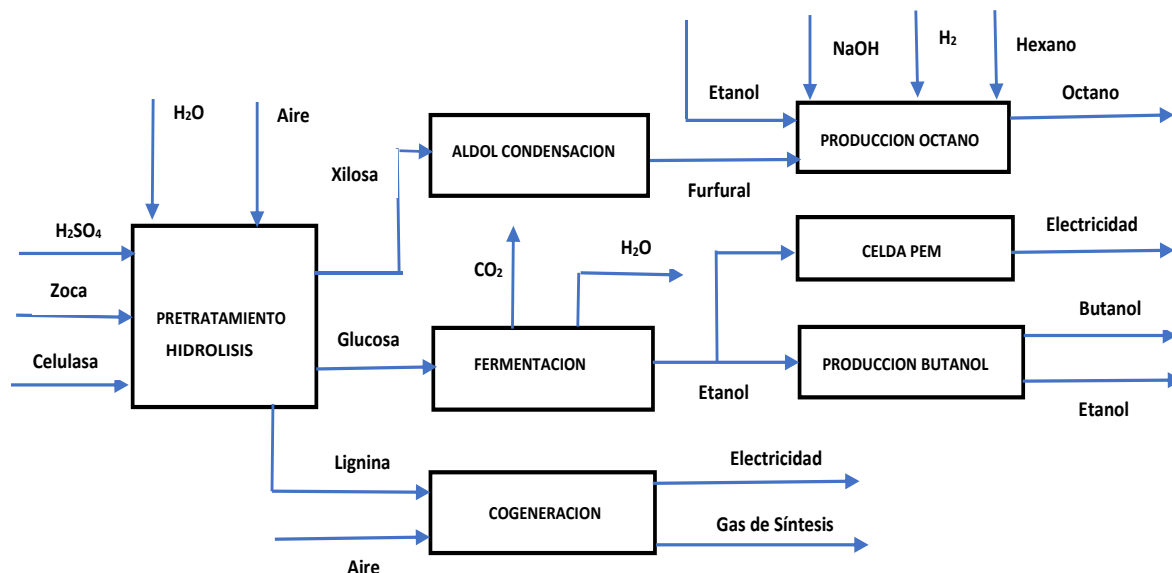 NaOH
H₂
Hexano
Etanol
Octano
H₂O
Aire
PRODUCCION OCTANO
ALDOL CONDENSACION
Xilosa
Furfural
H₂SO₄
Electricidad
CO₂
H₂O
CELDA PEM
Zoca
PRETRATAMIENTO
HIDROLISIS
Butanol
Glucosa
Celulasa
FERMENTACION
PRODUCCION BUTANOL
Etanol
Etanol
Lignina
Electricidad
COGENERACION
Gas de Síntesis
Aire